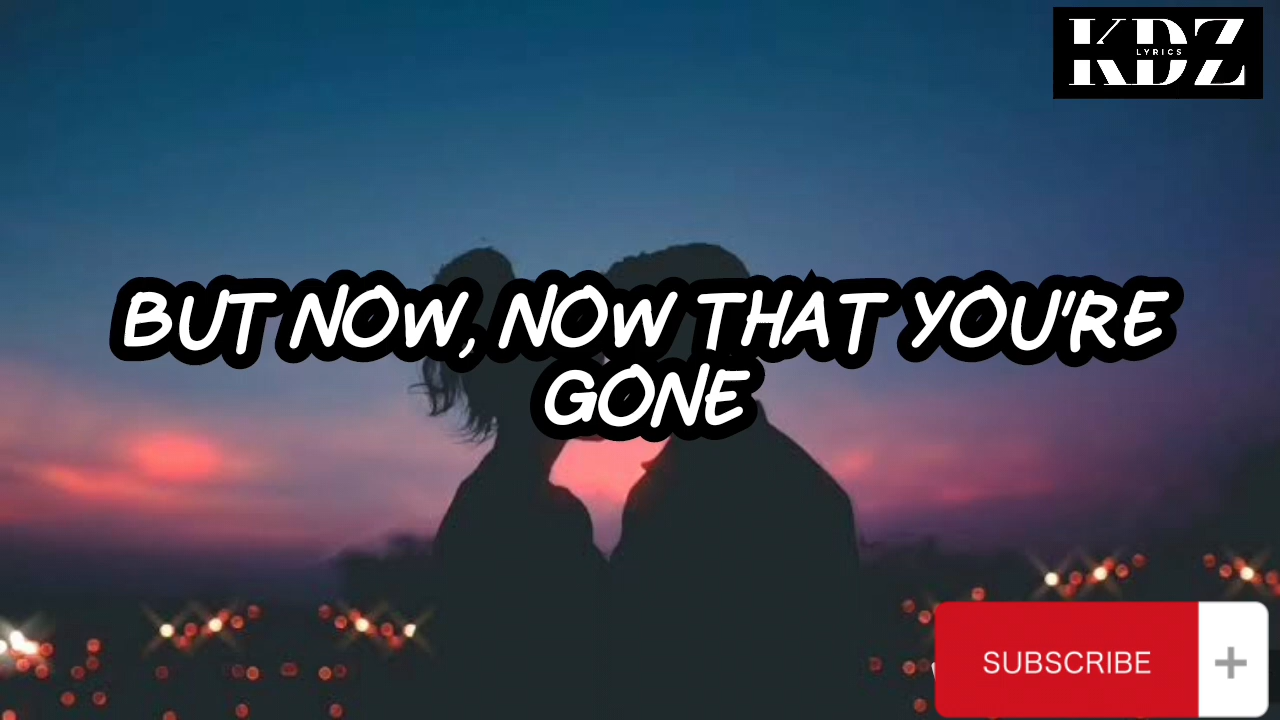 KDZ
LYRICS
BUT NOW, NOW THAT YOU'RE
GONE
SUBSCRIBE
+